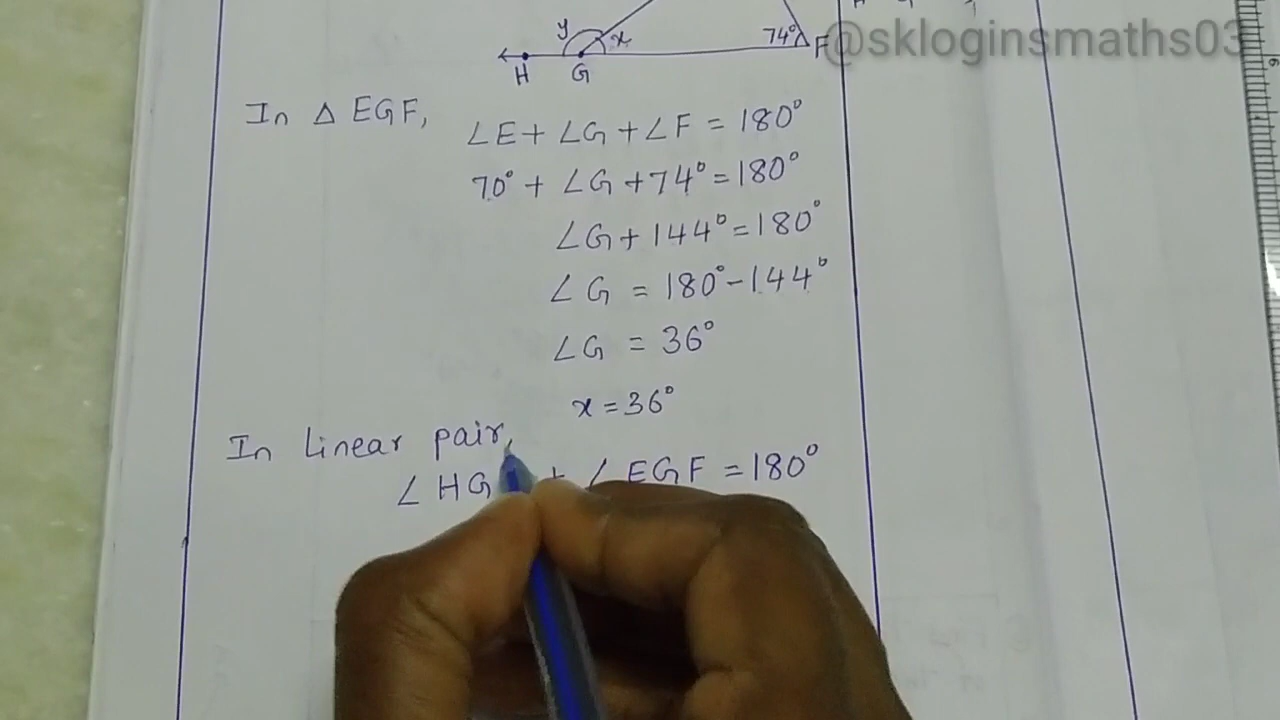 y x 74° F
@skloginsmaths03
H G
In △ EGF,
∠E + ∠G + ∠F = 180°
70° + ∠G + 74° = 180°
∠G + 144° = 180°
∠G = 180° - 144°
∠G = 36°
x = 36°
In Linear pair,
∠HG + ∠EGF = 180°